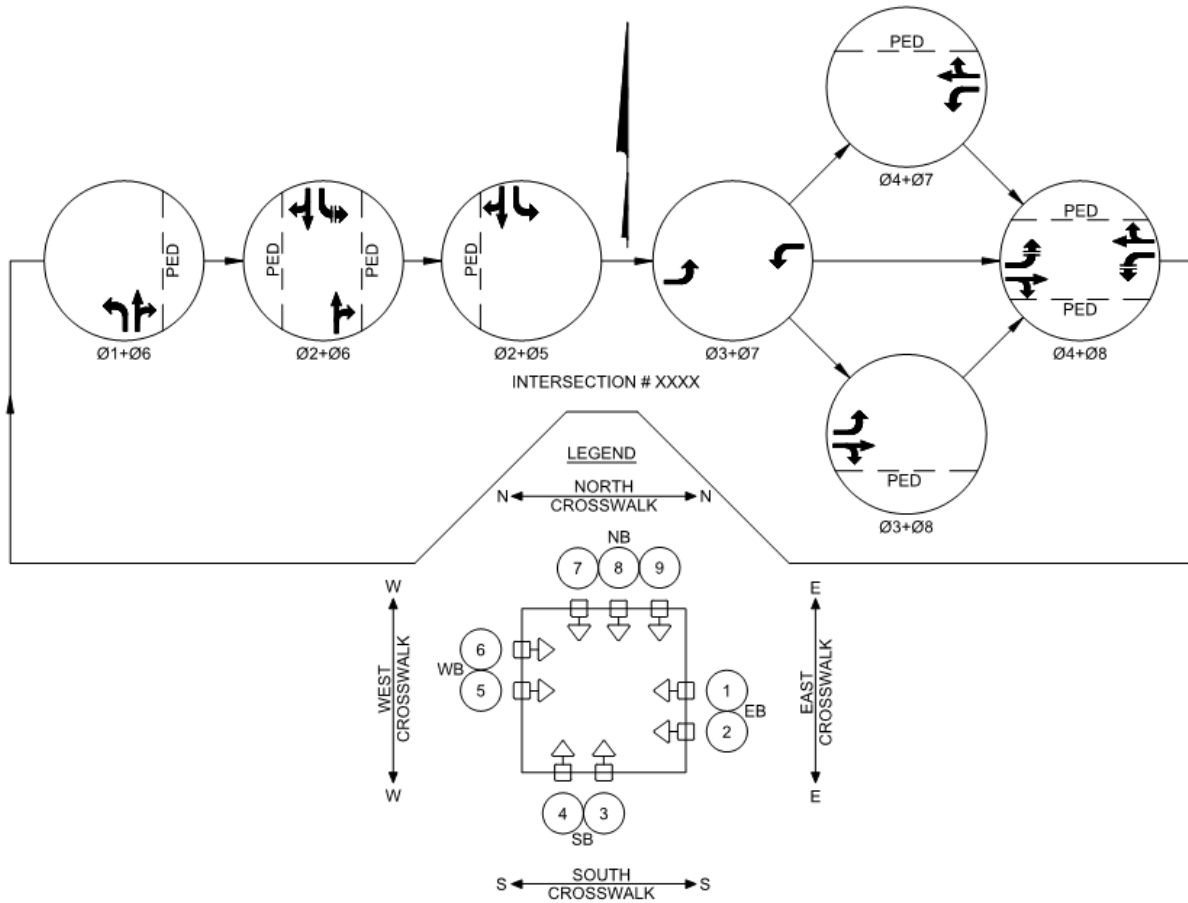 PED
Ø4+Ø7
PED
Ø1+Ø6
PED
PED
Ø2+Ø6
PED
Ø2+Ø5
Ø3+Ø7
PED
PED
Ø4+Ø8
PED
Ø3+Ø8
INTERSECTION # XXXX
LEGEND
N NORTH N
CROSSWALK
NB
7 8 9
W
WEST
CROSSWALK
W
6
WB
5
1
EB
2
E
EAST
CROSSWALK
E
4 3
SB
S SOUTH S
CROSSWALK